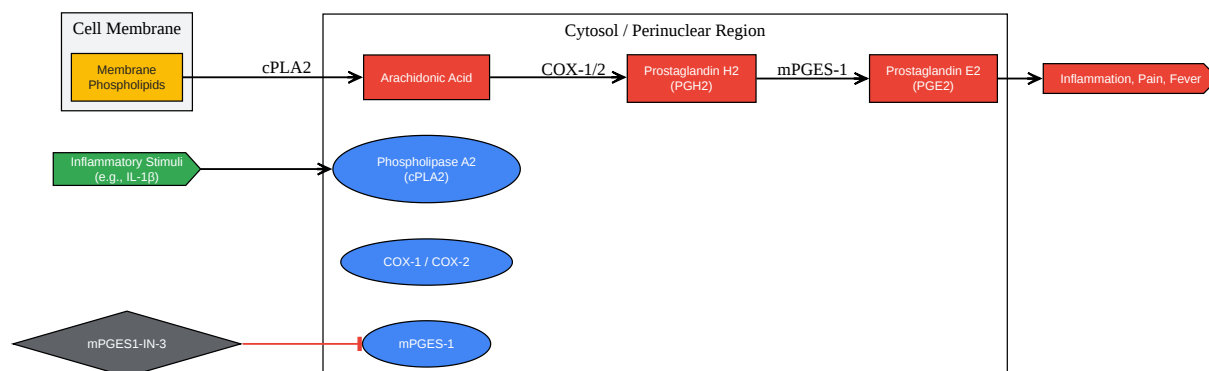 Cell Membrane
Cytosol / Perinuclear Region
Membrane
Phospholipids
cPLA2
Arachidonic Acid
COX-1/2
Prostaglandin H2
(PGH2)
mPGES-1
Prostaglandin E2
(PGE2)
Inflammation, Pain, Fever
Inflammatory Stimuli
(e.g., IL-1β)
Phospholipase A2
(cPLA2)
COX-1 / COX-2
mPGES1-IN-3
mPGES-1